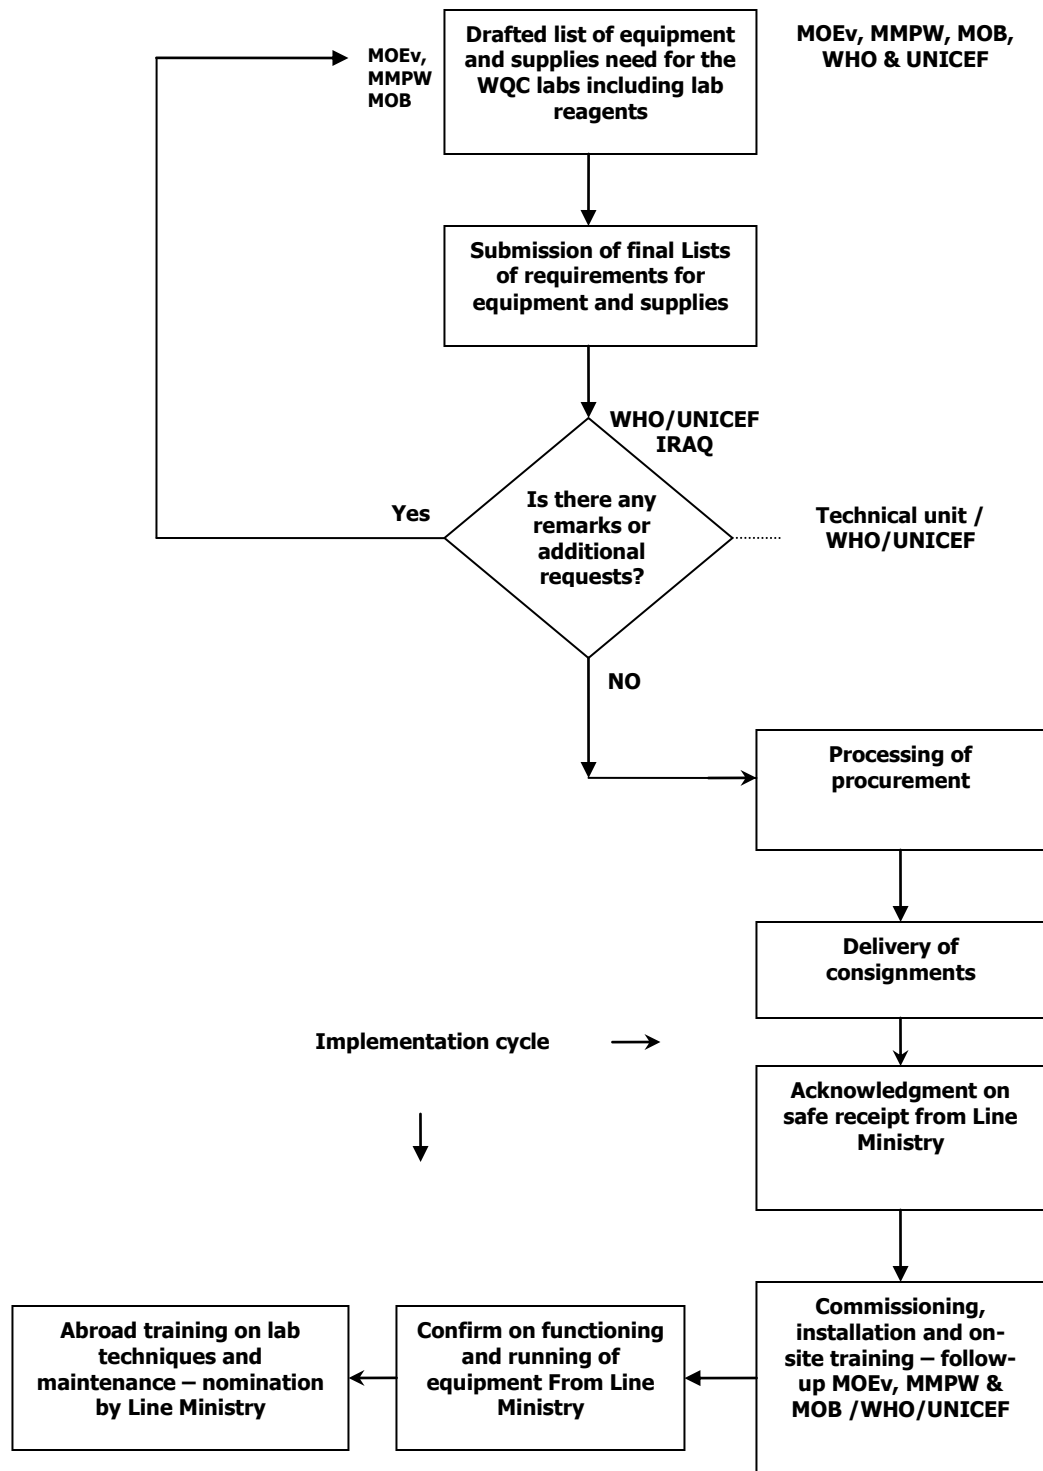 MOEv,
MMPW
MOB
Drafted list of equipment
and supplies need for the
WQC labs including lab
reagents
MOEv, MMPW, MOB,
WHO & UNICEF
Submission of final Lists
of requirements for
equipment and supplies
WHO/UNICEF
IRAQ
Yes
Is there any
remarks or
additional
requests?
Technical unit /
WHO/UNICEF
NO
Processing of
procurement
Delivery of
consignments
Implementation cycle
Acknowledgment on
safe receipt from Line
Ministry
Commissioning,
installation and on-
site training – follow-
up MOEv, MMPW &
MOB /WHO/UNICEF
Confirm on functioning
and running of
equipment From Line
Ministry
Abroad training on lab
techniques and
maintenance – nomination
by Line Ministry